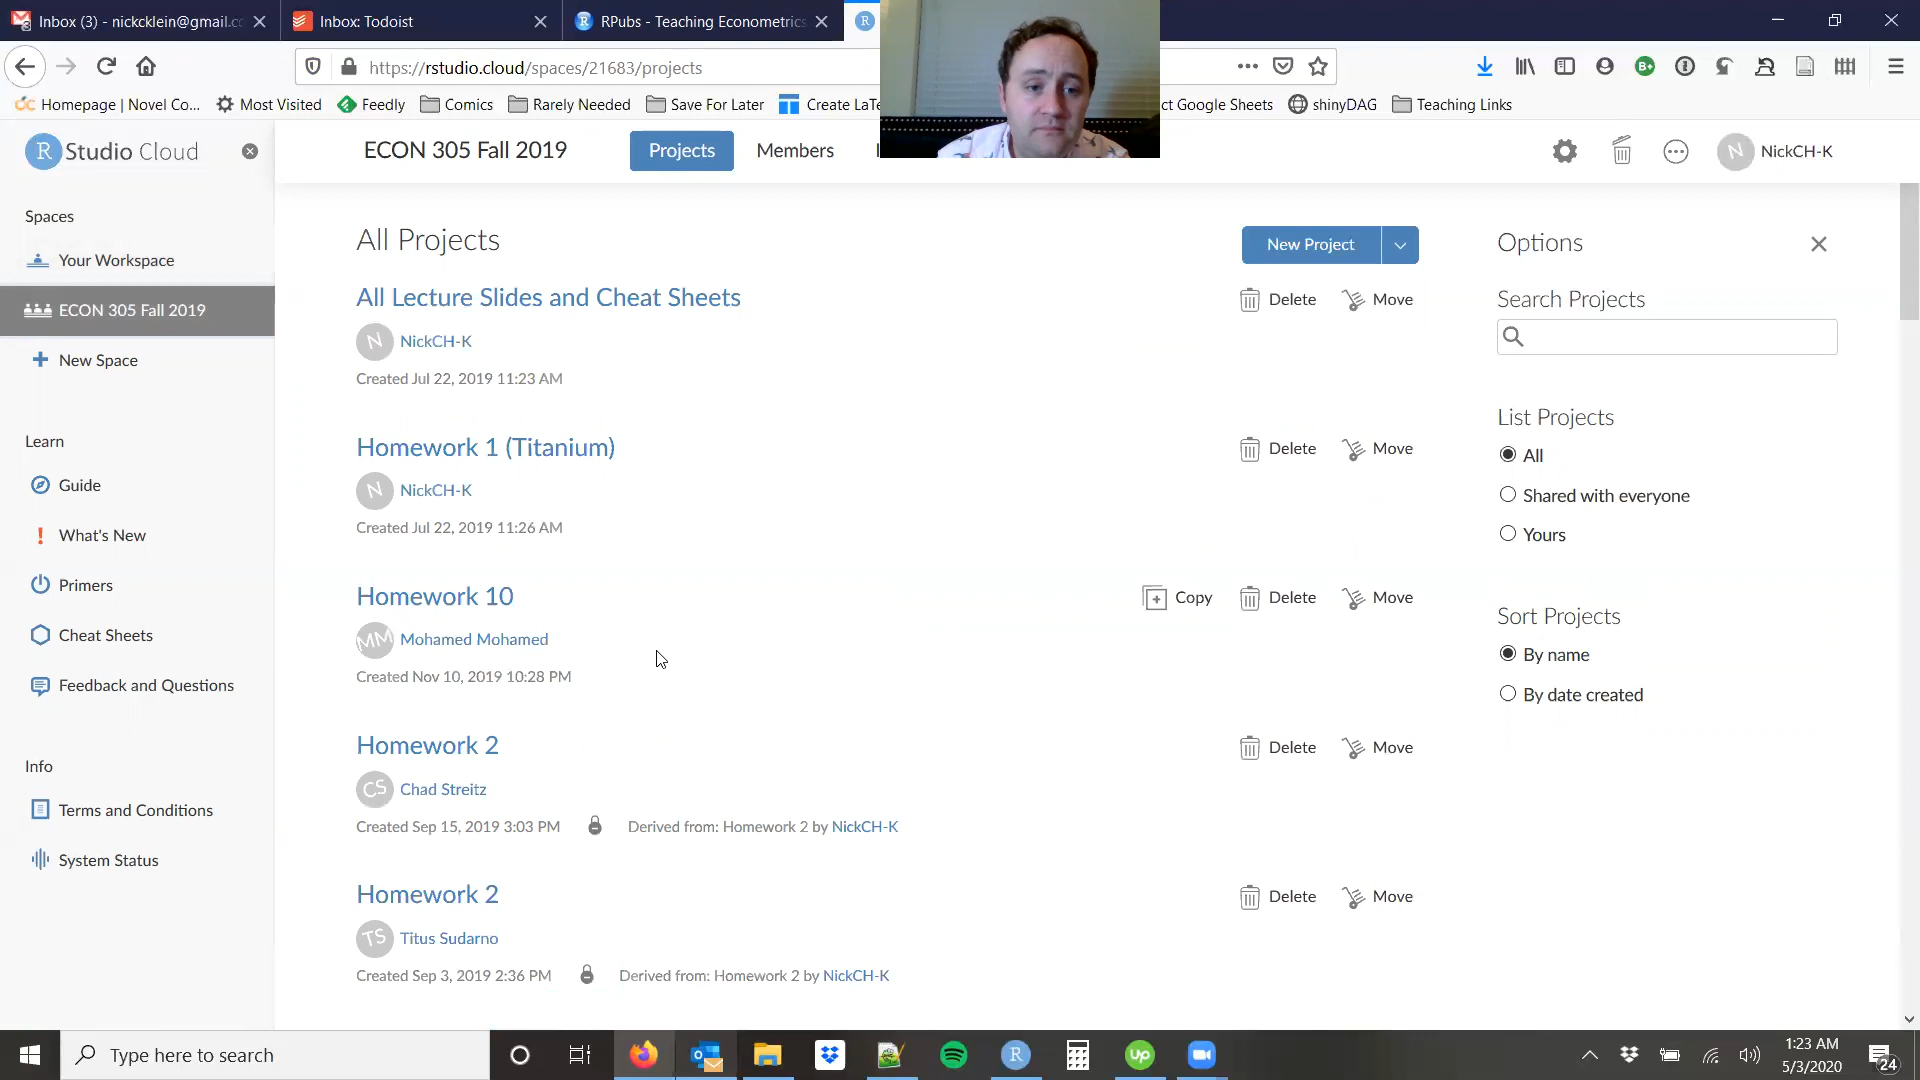 Inbox (3) - nickcklein@gmail.c
Inbox: Todoist
RPubs - Teaching Econometrics
https://rstudio.cloud/spaces/21683/projects
Homepage | Novel Co...
Most Visited
Feedly
Comics
Rarely Needed
Save For Later
Create LaTe
ct Google Sheets
shinyDAG
Teaching Links
R Studio Cloud
ECON 305 Fall 2019
Projects
Members
N NickCH-K
Spaces
Your Workspace
ECON 305 Fall 2019
New Space
Learn
Guide
What's New
Primers
Cheat Sheets
Feedback and Questions
Info
Terms and Conditions
System Status
All Projects
New Project
All Lecture Slides and Cheat Sheets
Delete Move
N NickCH-K
Created Jul 22, 2019 11:23 AM
Homework 1 (Titanium)
Delete Move
N NickCH-K
Created Jul 22, 2019 11:26 AM
Homework 10
Copy Delete Move
MM Mohamed Mohamed
Created Nov 10, 2019 10:28 PM
Homework 2
Delete Move
CS Chad Streitz
Created Sep 15, 2019 3:03 PM Derived from: Homework 2 by NickCH-K
Homework 2
Delete Move
TS Titus Sudarno
Created Sep 3, 2019 2:36 PM Derived from: Homework 2 by NickCH-K
Options
Search Projects
List Projects
All
Shared with everyone
Yours
Sort Projects
By name
By date created
Type here to search
R
up
1:23 AM
5/3/2020
24